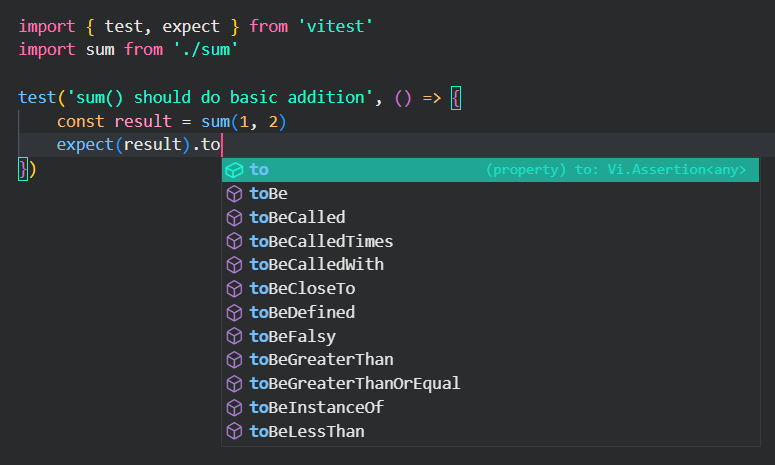 import { test, expect } from 'vitest'
import sum from './sum'
test('sum() should do basic addition', () => {
    const result = sum(1, 2)
    expect(result).to
})
to (property) to: Vi.Assertion<any>
toBe
toBeCalled
toBeCalledTimes
toBeCalledWith
toBeCloseTo
toBeDefined
toBeFalsy
toBeGreaterThan
toBeGreaterThanOrEqual
toBeInstanceOf
toBeLessThan